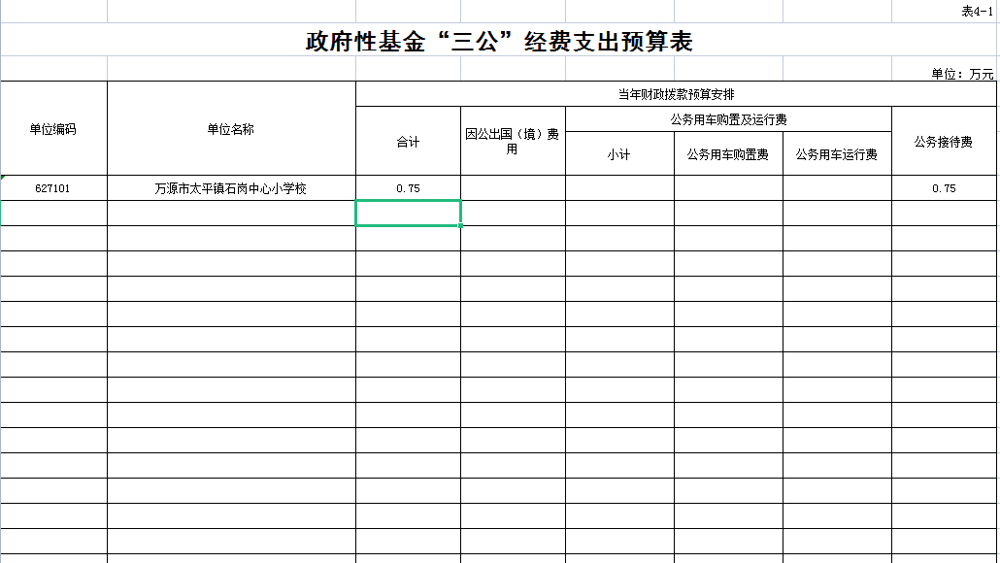 表4-1
政府性基金“三公”经费支出预算表
单位：万元
单位编码
单位名称
当年财政拨款预算安排
合计
因公出国（境）费
用
公务用车购置及运行费
小计
公务用车购置费
公务用车运行费
公务接待费
627101
万源市太平镇石岗中心小学校
0.75
0.75